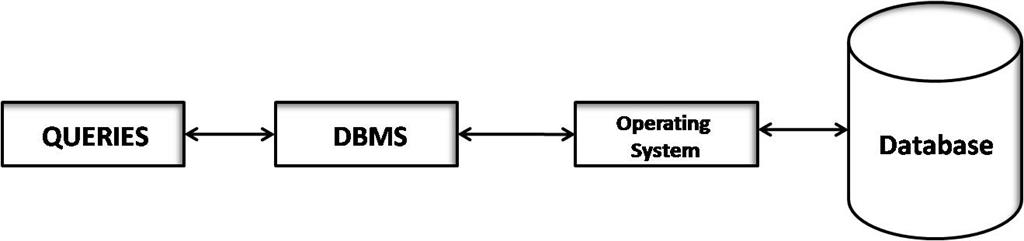 QUERIES
DBMS
Operating
System
Database